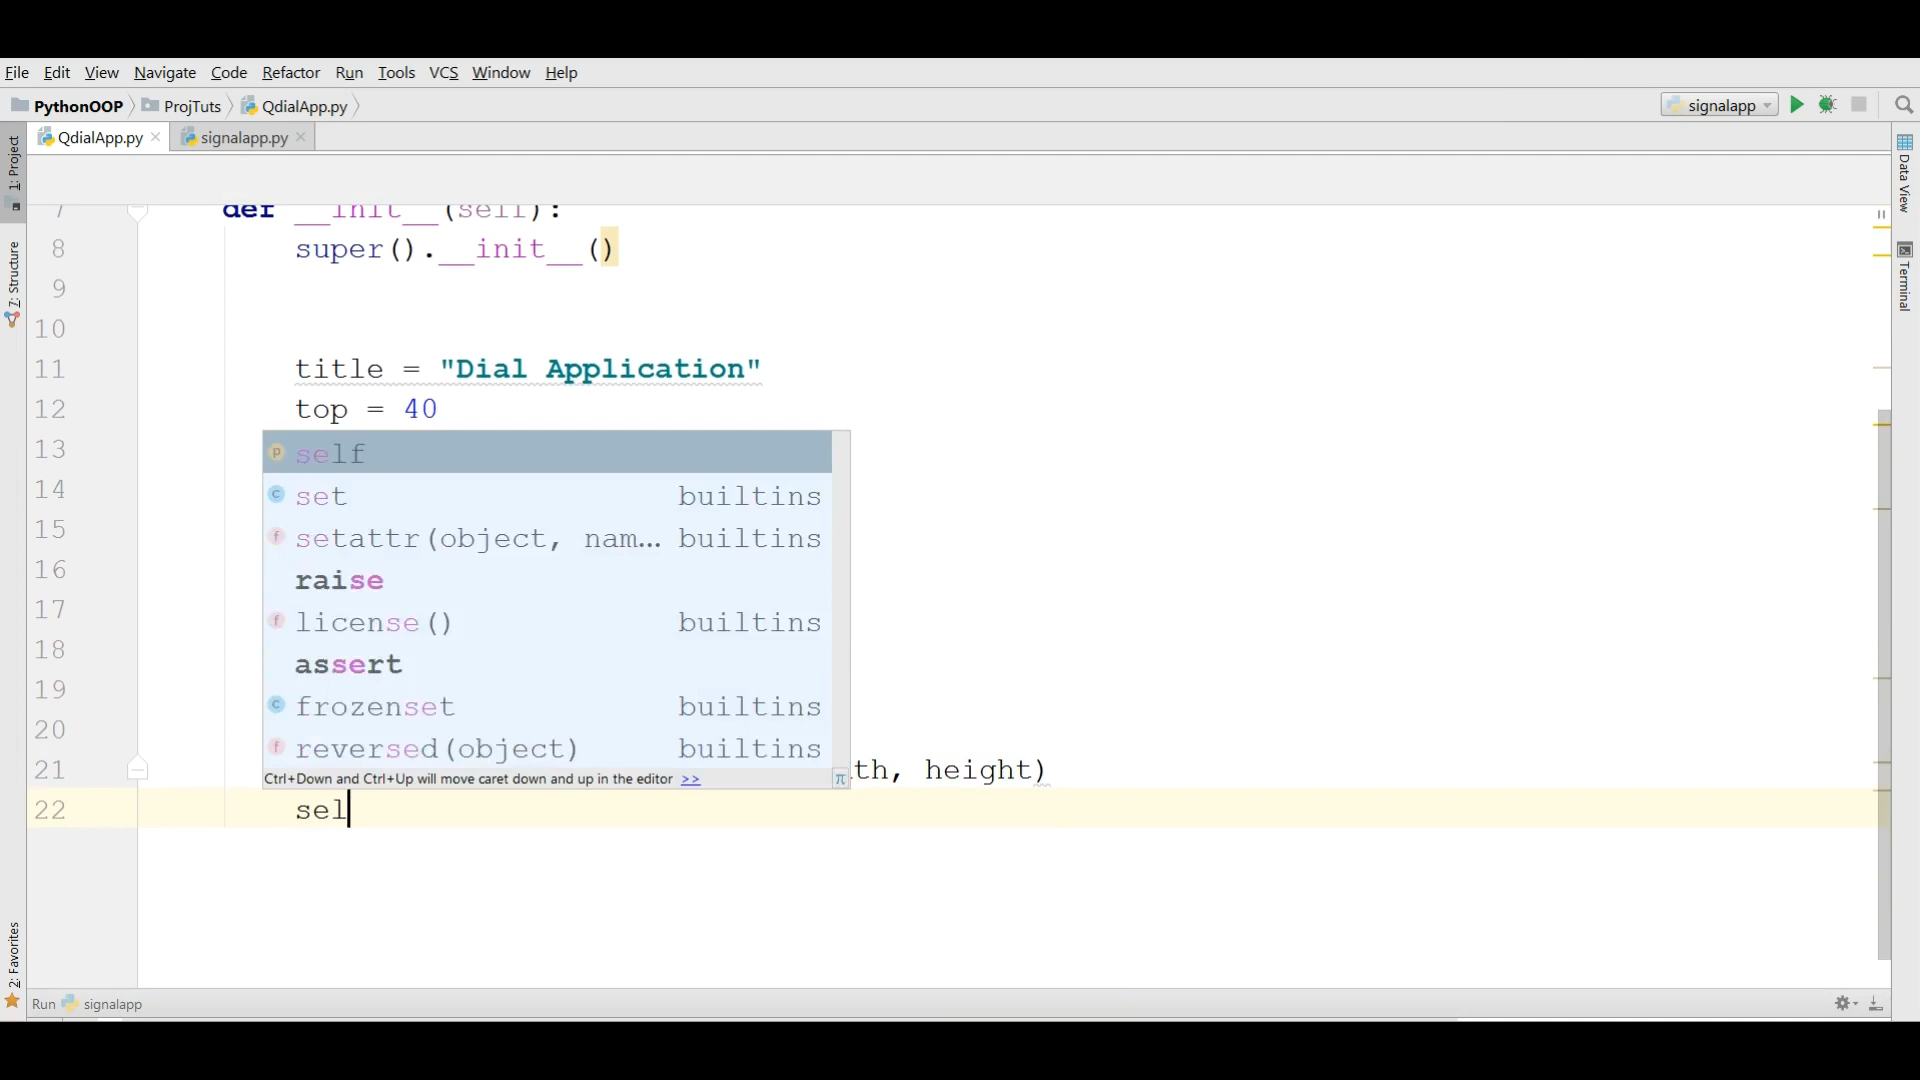 File Edit View Navigate Code Refactor Run Tools VCS Window Help
PythonOOP ProjTuts QdialApp.py signalapp
QdialApp.py signalapp.py
1: Project
7: Structure
2: Favorites
Data View
Terminal
7 def __init__(self):
8 super().__init__()
9
10
11 title = "Dial Application"
12 top = 40
13
14
15
16
17
18
19
20
21 th, height)
22 sel
self
set builtins
setattr(object, nam… builtins
raise
license() builtins
assert
frozenset builtins
reversed(object) builtins
Ctrl+Down and Ctrl+Up will move caret down and up in the editor >> π
Run signalapp